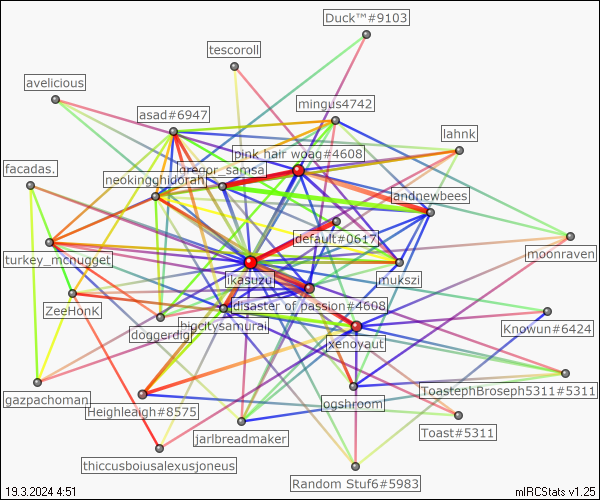 Duck™#9103
tescoroll
avelicious
mingus4742
asad#6947
lahnk
pink hair woag#4608
gregor_samsa
facadas.
neokingghidorah
andnewbees
default#0617
moonraven
turkey_mcnugget
ikasuzu
mukszi
ZeeHonK
disaster of passion#4608
bigcitysamurai
Knowun#6424
doggerdigi
xenoyaut
gazpachoman
ToastephBroseph5311#5311
Heighleaigh#8575
ogshroom
Toast#5311
jarlbreadmaker
thiccusboiusalexusjoneus
Random Stuf6#5983
19.3.2024 4:51
mIRCStats v1.25